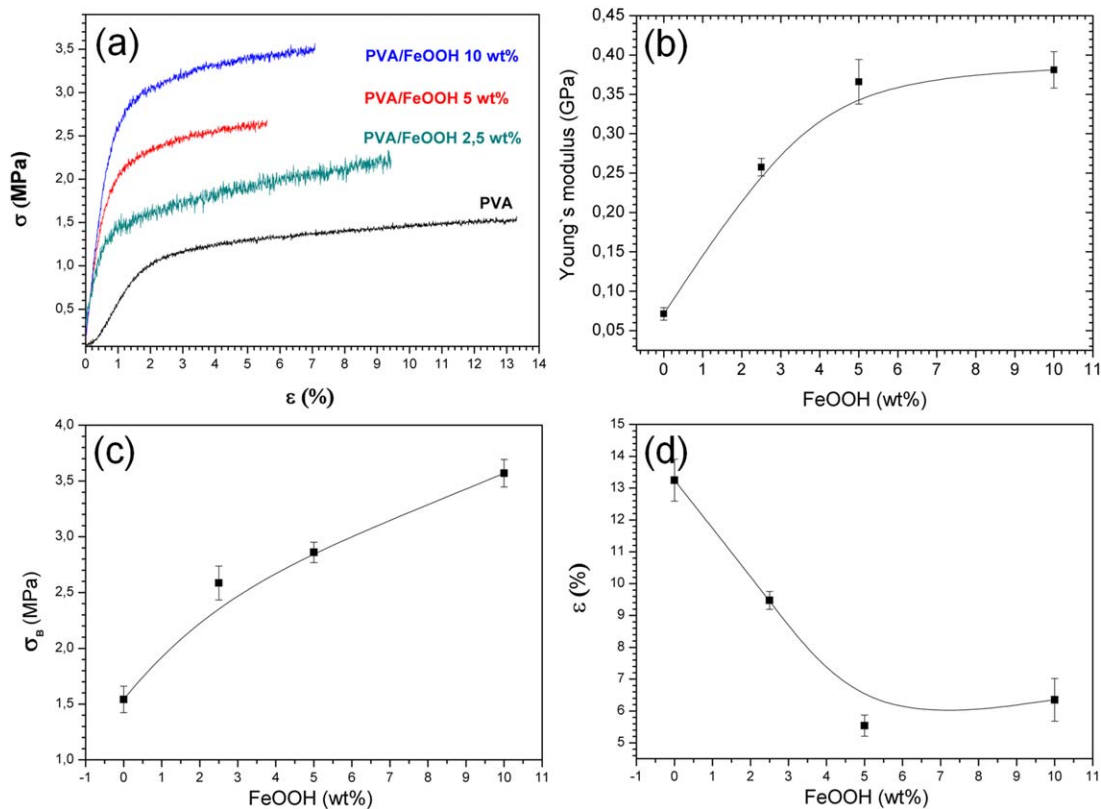 (a)
PVA/FeOOH 10 wt%
PVA/FeOOH 5 wt%
PVA/FeOOH 2,5 wt%
PVA
σ (MPa)
3,5
3,0
2,5
2,0
1,5
1,0
0,5
0 1 2 3 4 5 6 7 8 9 10 11 12 13 14
ε (%)
(b)
Young`s modulus (GPa)
0,45
0,40
0,35
0,30
0,25
0,20
0,15
0,10
0,05
0 1 2 3 4 5 6 7 8 9 10 11
FeOOH (wt%)
(c)
σB (MPa)
4,0
3,5
3,0
2,5
2,0
1,5
1,0
-1 0 1 2 3 4 5 6 7 8 9 10 11
FeOOH (wt%)
(d)
ε (%)
15
14
13
12
11
10
9
8
7
6
5
-1 0 1 2 3 4 5 6 7 8 9 10 11
FeOOH (wt%)